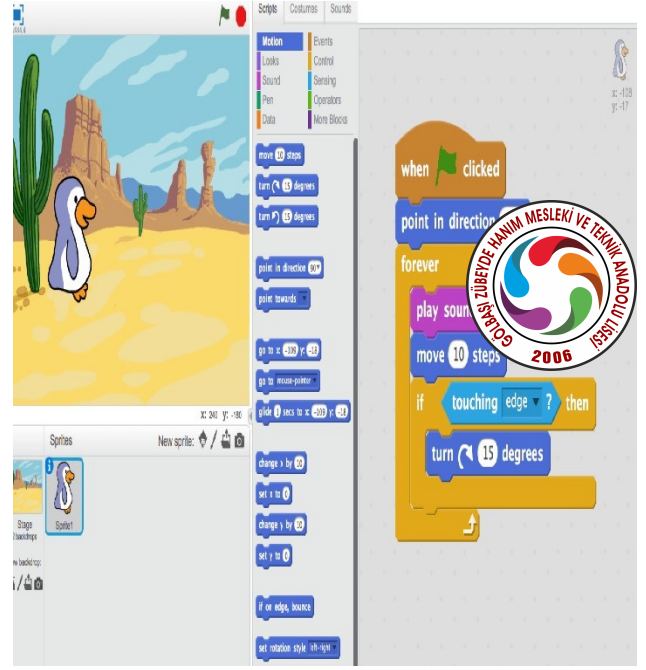 Scripts Costumes Sounds
Motion Events
Looks Control
Sound Sensing
Pen Operators
Data More Blocks
move 10 steps
turn 15 degrees
turn 15 degrees
point in direction 90
point towards
go to x: -109 y: -18
go to mouse-pointer
glide 1 secs to x: -109 y: -18
change x by 10
set x to 0
change y by 10
set y to 0
if on edge, bounce
set rotation style left-right
x: 240 y: -180
Sprites New sprite:
Stage
2 backdrops
backdrop:
Sprite1
when clicked
point in direction
forever
play
move 10 steps
if touching edge ? then
turn 15 degrees
GÖLBAŞI ZÜBEYDE HANIM MESLEKİ VE TEKNİK ANADOLU LİSESİ
2006